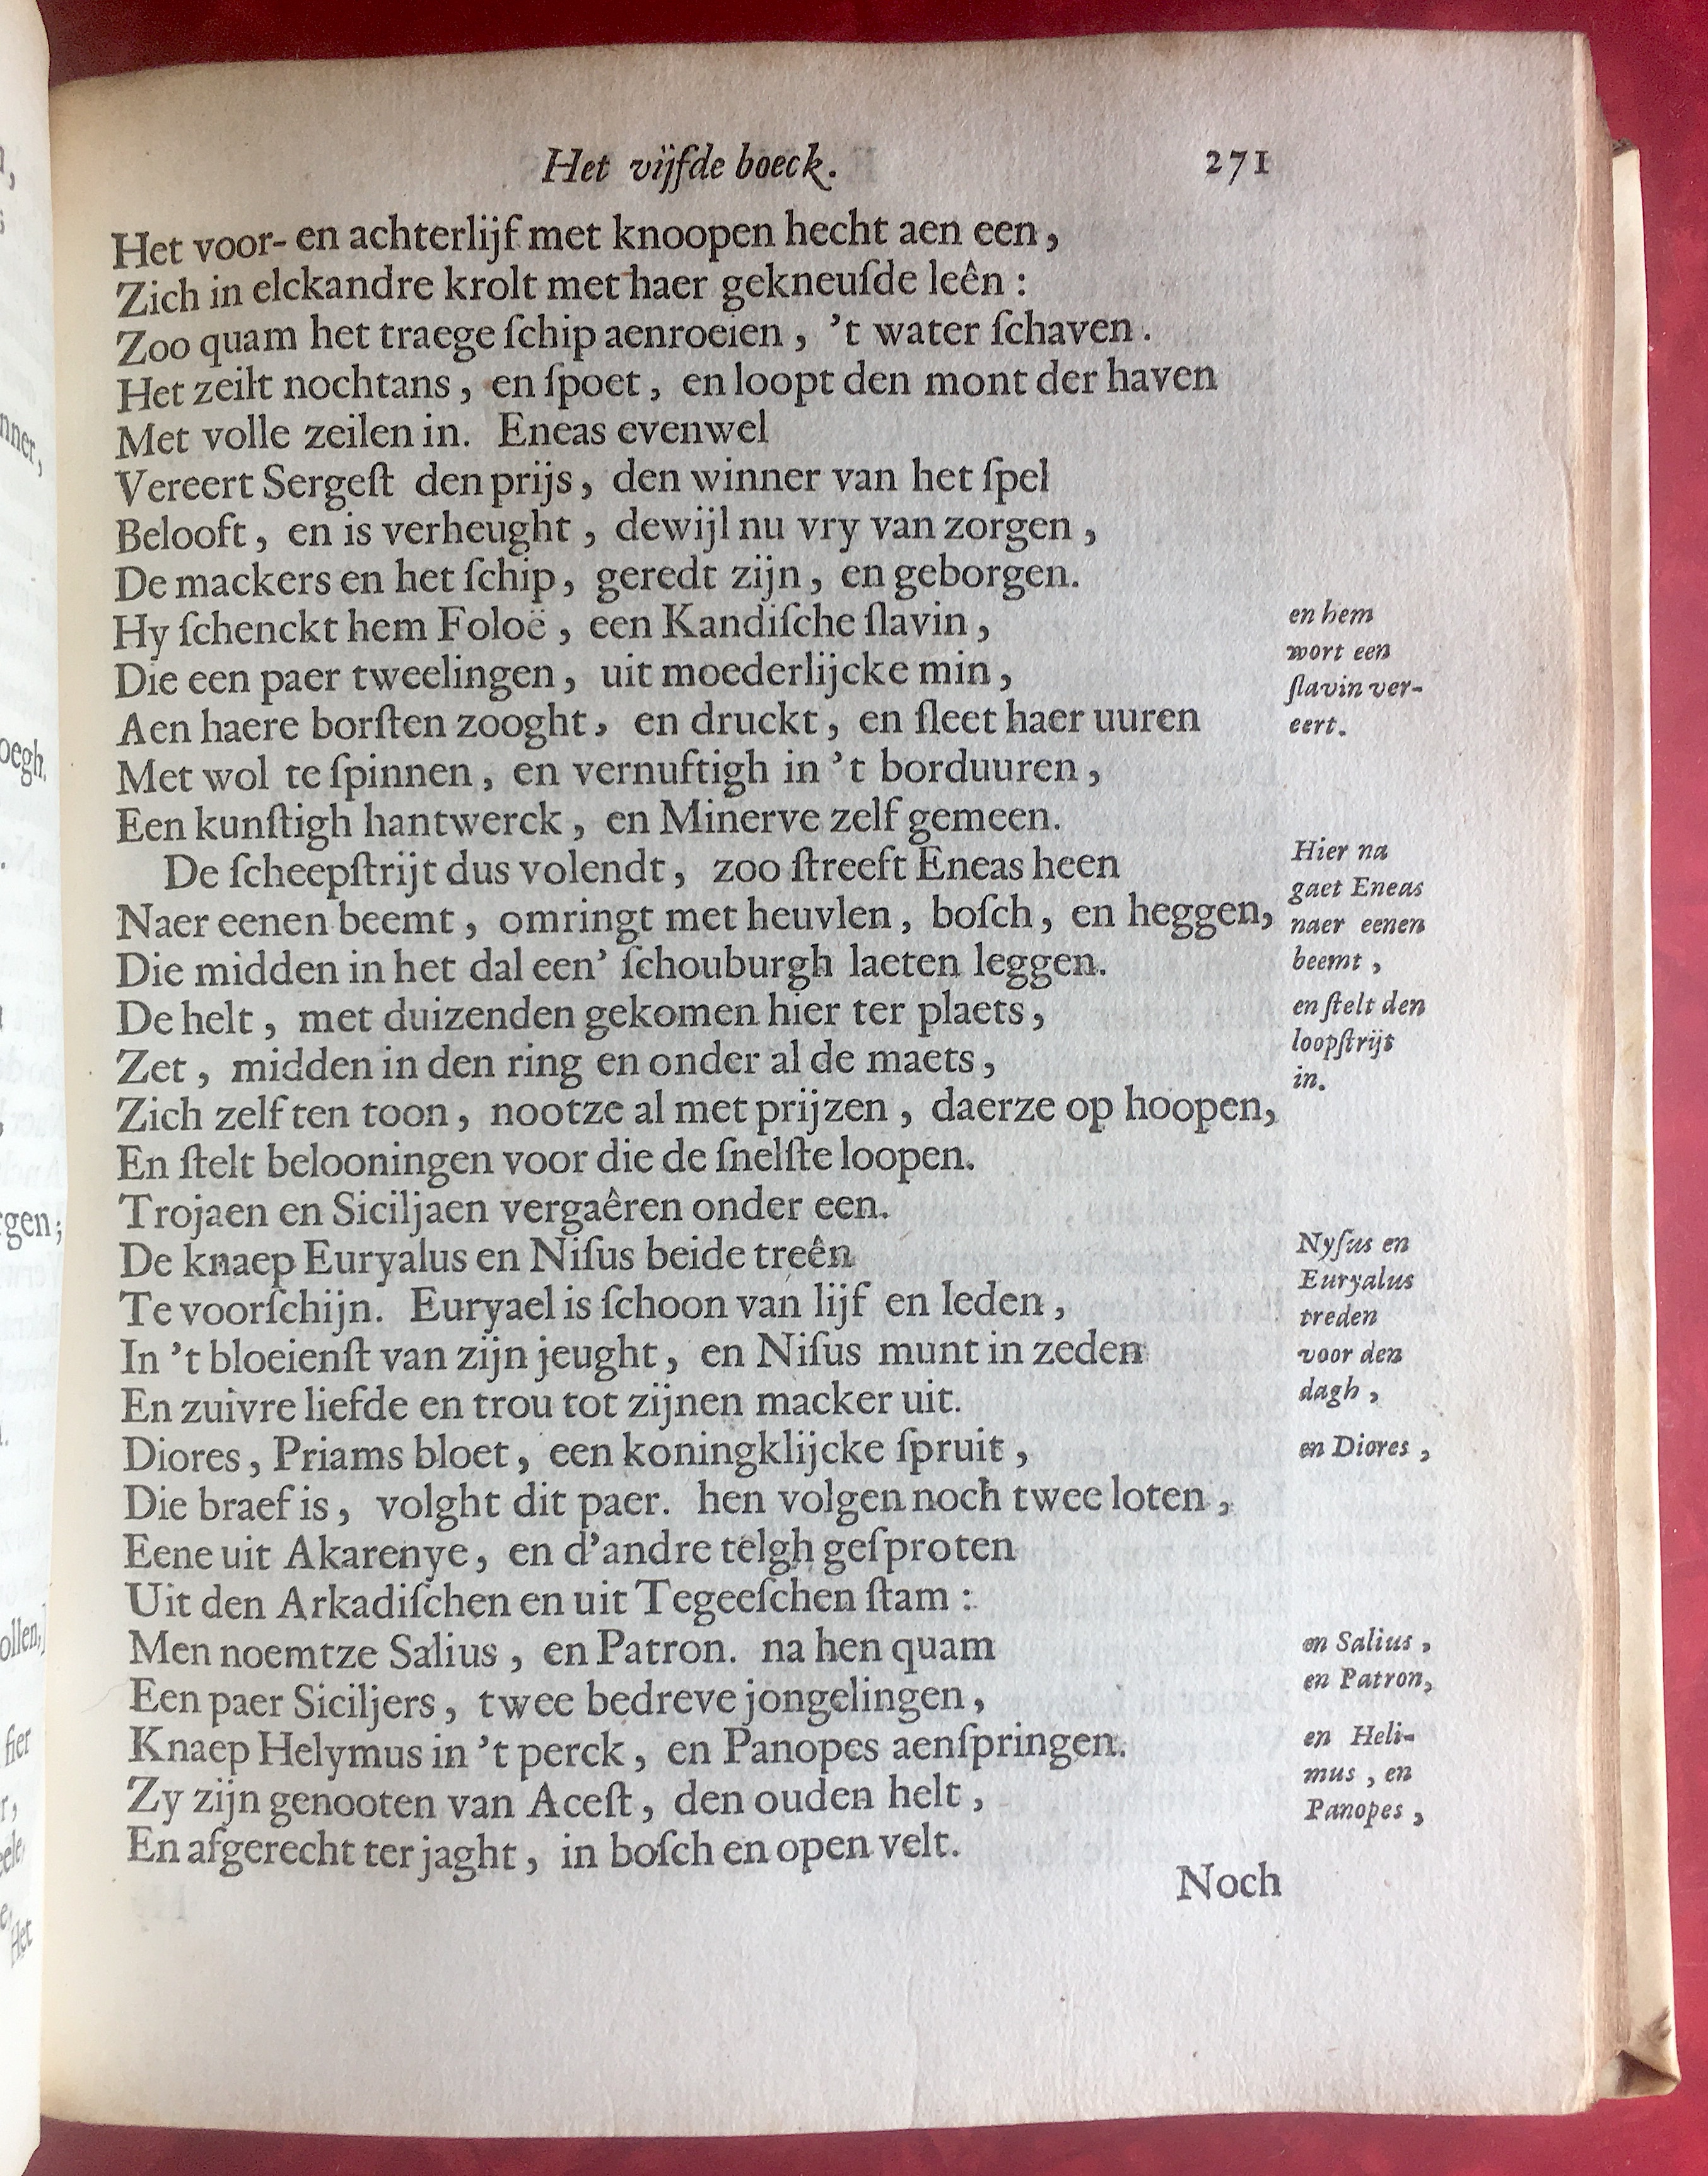 Het vijfde boeck. 271
Het voor- en achterlijf met knoopen hecht aen een,
Zich in elckandre krolt met haer gekneuſde leên:
Zoo quam het traege ſchip aenroeien, 't water ſchaven.
Het zeilt nochtans, en ſpoet, en loopt den mont der haven
Met volle zeilen in. Eneas evenwel
Vereert Sergeſt den prijs, den winner van het ſpel
Belooft, en is verheught, dewijl nu vry van zorgen,
De mackers en het ſchip, geredt zijn, en geborgen.
Hy ſchenckt hem Foloë, een Kandiſche ſlavin,
Die een paer tweelingen, uit moederlijcke min,
Aen haere borſten zooght, en druckt, en ſleet haer uuren
Met wol te ſpinnen, en vernuftigh in 't borduuren,
Een kunſtigh hantwerck, en Minerve zelf gemeen.
en hem
wort een
ſlavin ver-
eert.
De ſcheepſtrijt dus volendt, zoo ſtreeft Eneas heen
Naer eenen beemt, omringt met heuvlen, boſch, en heggen,
Die midden in het dal een' ſchouburgh laeten leggen.
De helt, met duizenden gekomen hier ter plaets,
Zet, midden in den ring en onder al de maets,
Zich zelf ten toon, nootze al met prijzen, daerze op hoopen,
En ſtelt belooningen voor die de ſnelſte loopen.
Hier na
gaet Eneas
naer eenen
beemt,
en ſtelt den
loopſtrijt
in.
Trojaen en Siciljaen vergaêren onder een.
De knaep Euryalus en Niſus beide treên
Te voorſchijn. Euryael is ſchoon van lijf en leden,
In 't bloeienſt van zijn jeught, en Niſus munt in zeden
En zuivre liefde en trou tot zijnen macker uit.
Nyſus en
Euryalus
treden
voor den
dagh,
Diores, Priams bloet, een koningklijcke ſpruit,
en Diores,
Die braef is, volght dit paer. hen volgen noch twee loten,
Eene uit Akarenye, en d'andre telgh geſproten
Uit den Arkadiſchen en uit Tegeeſchen ſtam:
Men noemtze Salius, en Patron. na hen quam
en Salius,
en Patron,
Een paer Siciljers, twee bedreve jongelingen,
Knaep Helymus in 't perck, en Panopes aenſpringen.
Zy zijn genooten van Aceſt, den ouden helt,
En afgerecht ter jaght, in boſch en open velt.
en Heli-
mus, en
Panopes,
Noch